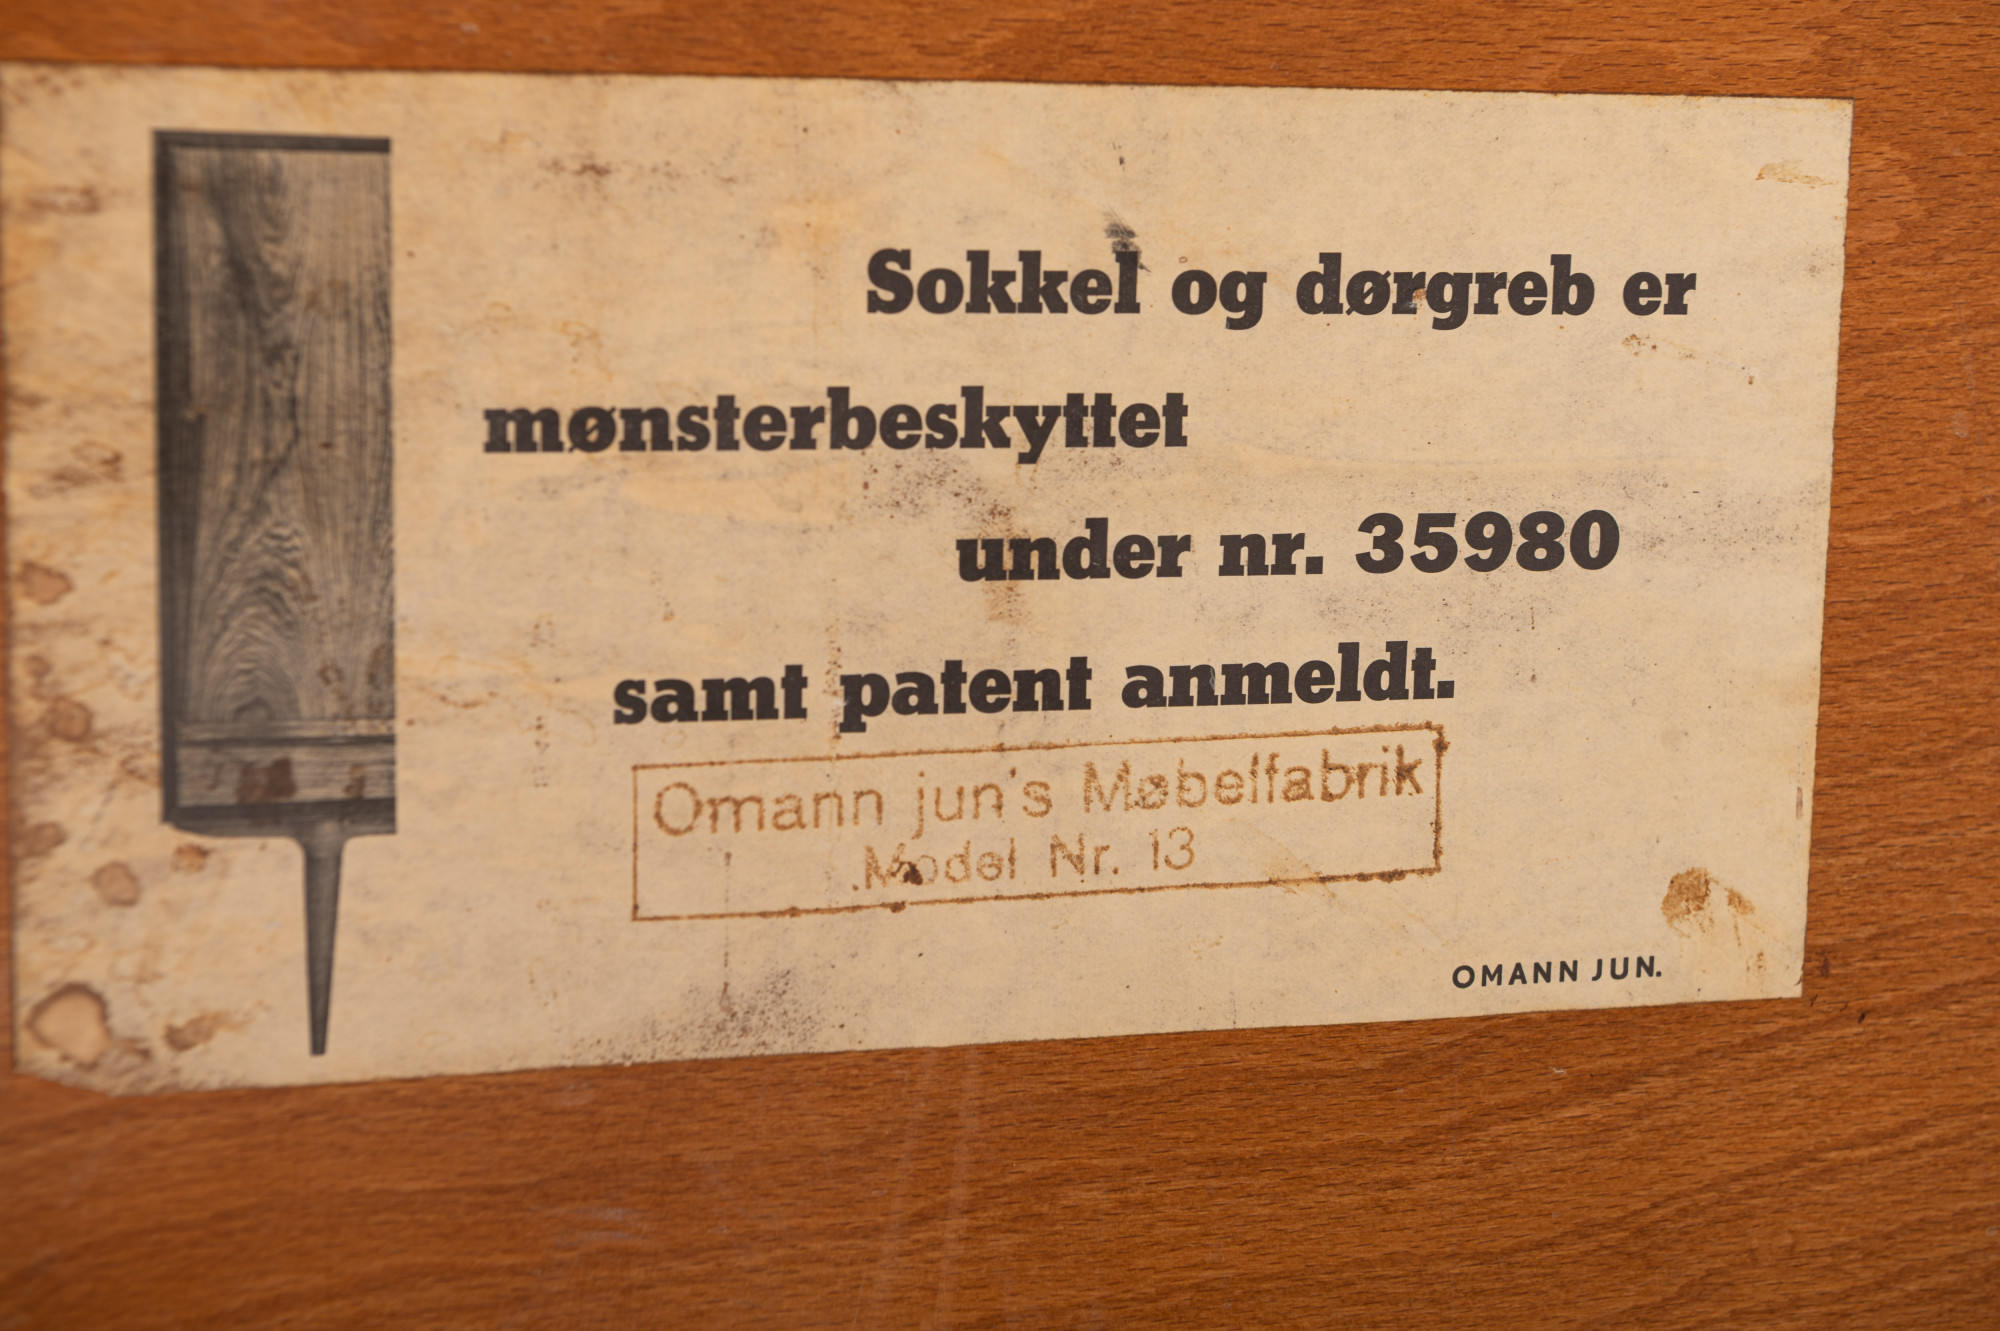 Sokkel og dørgreb er
mønsterbeskyttet
under nr. 35980
samt patent anmeldt.
Omann jun's Møbelfabrik
Model Nr. 13
OMANN JUN.